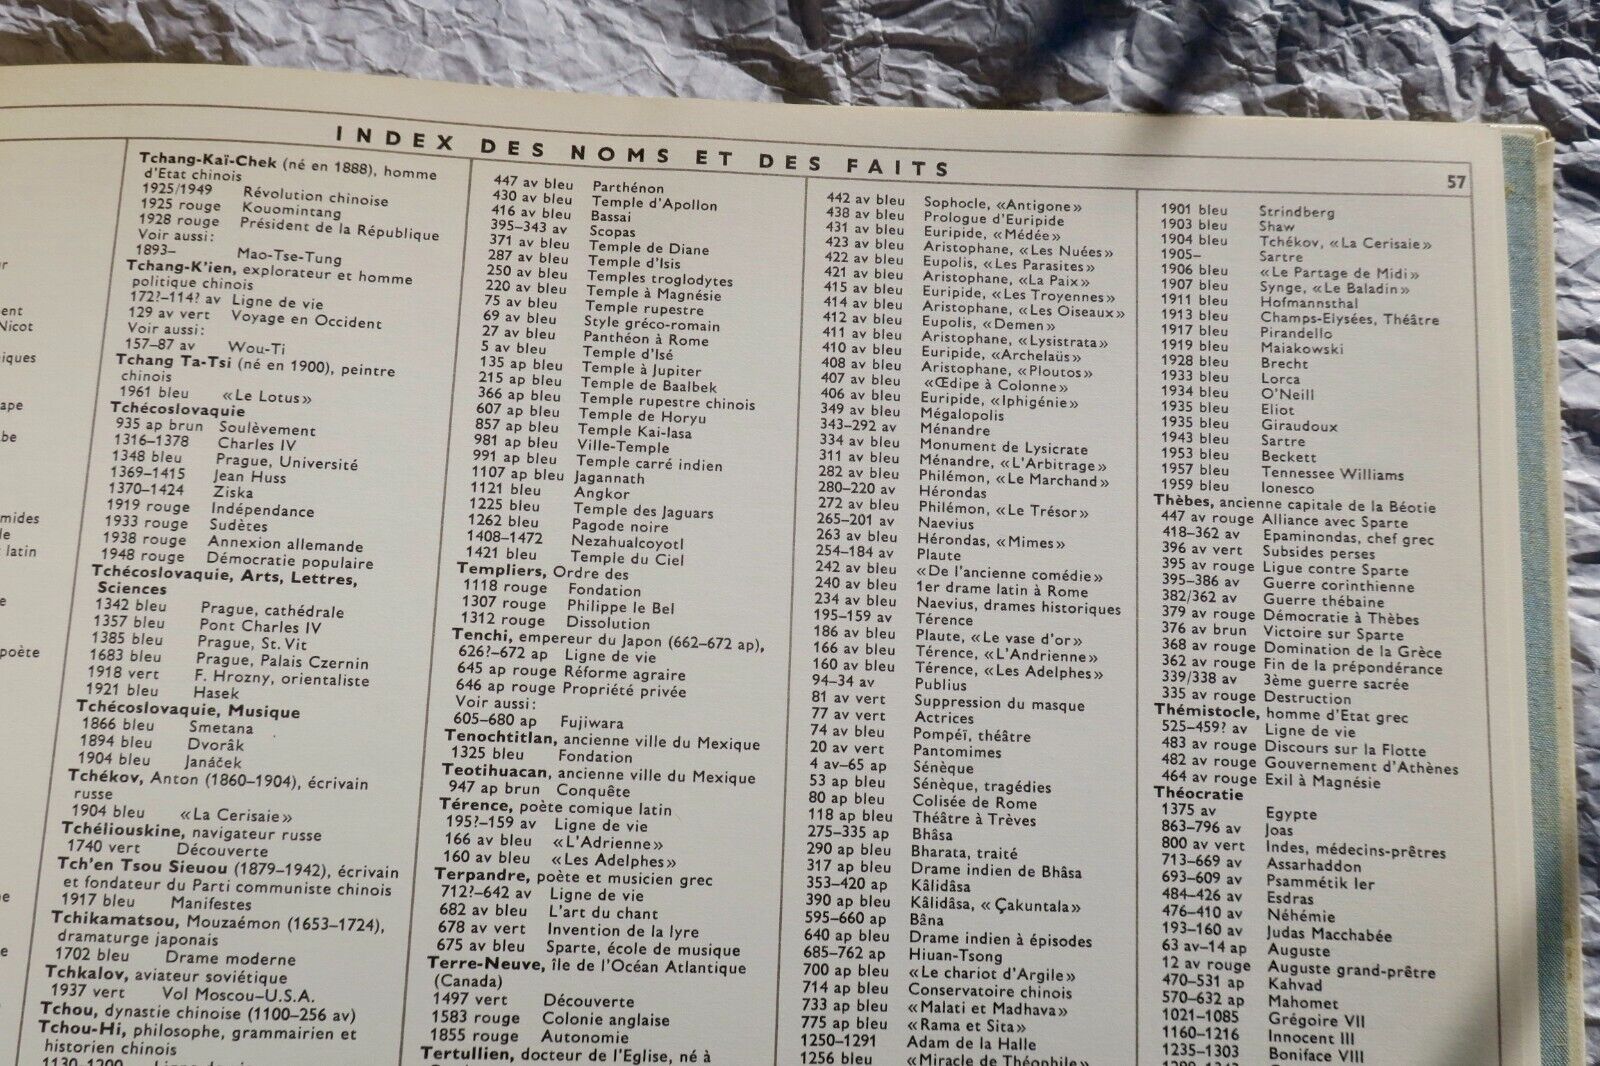 INDEX DES NOMS ET DES FAITS
57
ent
Nicot
iques
ape
be
mides
le
latin
e
poète
e
e
Tchang-Kaï-Chek (né en 1888), homme
d'Etat chinois
1925/1949 Révolution chinoise
1925 rouge Kouomintang
1928 rouge Président de la République
Voir aussi:
1893– Mao-Tse-Tung
Tchang-K'ien, explorateur et homme
politique chinois
172?–114? av Ligne de vie
129 av vert Voyage en Occident
Voir aussi:
157–87 av Wou-Ti
Tchang Ta-Tsi (né en 1900), peintre
chinois
1961 bleu «Le Lotus»
Tchécoslovaquie
935 ap brun Soulèvement
1316–1378 Charles IV
1348 bleu Prague, Université
1369–1415 Jean Huss
1370–1424 Ziska
1919 rouge Indépendance
1933 rouge Sudètes
1938 rouge Annexion allemande
1948 rouge Démocratie populaire
Tchécoslovaquie, Arts, Lettres,
Sciences
1342 bleu Prague, cathédrale
1357 bleu Pont Charles IV
1385 bleu Prague, St. Vit
1683 bleu Prague, Palais Czernin
1918 vert F. Hrozny, orientaliste
1921 bleu Hasek
Tchécoslovaquie, Musique
1866 bleu Smetana
1894 bleu Dvorâk
1904 bleu Janáček
Tchékov, Anton (1860–1904), écrivain
russe
1904 bleu «La Cerisaie»
Tchéliouskine, navigateur russe
1740 vert Découverte
Tch'en Tsou Sieuou (1879–1942), écrivain
et fondateur du Parti communiste chinois
1917 bleu Manifestes
Tchikamatsou, Mouzaémon (1653–1724),
dramaturge japonais
1702 bleu Drame moderne
Tchkalov, aviateur soviétique
1937 vert Vol Moscou–U.S.A.
Tchou, dynastie chinoise (1100–256 av)
Tchou-Hi, philosophe, grammairien et
historien chinois
1130–1200 Ligne de vie
447 av bleu Parthénon
430 av bleu Temple d'Apollon
416 av bleu Bassai
395–343 av Scopas
371 av bleu Temple de Diane
287 av bleu Temple d'Isis
250 av bleu Temples troglodytes
220 av bleu Temple à Magnésie
75 av bleu Temple rupestre
69 av bleu Style gréco-romain
27 av bleu Panthéon à Rome
5 av bleu Temple d'Isé
135 ap bleu Temple à Jupiter
215 ap bleu Temple de Baalbek
366 ap bleu Temple rupestre chinois
607 ap bleu Temple de Horyu
857 ap bleu Temple Kai-lasa
981 ap bleu Ville-Temple
991 ap bleu Temple carré indien
1107 ap bleu Jagannath
1121 bleu Angkor
1225 bleu Temple des Jaguars
1262 bleu Pagode noire
1408–1472 Nezahualcoyotl
1421 bleu Temple du Ciel
Templiers, Ordre des
1118 rouge Fondation
1307 rouge Philippe le Bel
1312 rouge Dissolution
Tenchi, empereur du Japon (662–672 ap),
626?–672 ap Ligne de vie
645 ap rouge Réforme agraire
646 ap rouge Propriété privée
Voir aussi:
605–680 ap Fujiwara
Tenochtitlan, ancienne ville du Mexique
1325 bleu Fondation
Teotihuacan, ancienne ville du Mexique
947 ap brun Conquête
Térence, poète comique latin
195?–159 av Ligne de vie
166 av bleu «L'Adrienne»
160 av bleu «Les Adelphes»
Terpandre, poète et musicien grec
712?–642 av Ligne de vie
682 av bleu L'art du chant
678 av vert Invention de la lyre
675 av bleu Sparte, école de musique
Terre-Neuve, île de l'Océan Atlantique
(Canada)
1497 vert Découverte
1583 rouge Colonie anglaise
1855 rouge Autonomie
Tertullien, docteur de l'Eglise, né à
442 av bleu Sophocle, «Antigone»
438 av bleu Prologue d'Euripide
431 av bleu Euripide, «Médée»
423 av bleu Aristophane, «Les Nuées»
422 av bleu Eupolis, «Les Parasites»
421 av bleu Aristophane, «La Paix»
415 av bleu Euripide, «Les Troyennes»
414 av bleu Aristophane, «Les Oiseaux»
412 av bleu Eupolis, «Demen»
411 av bleu Aristophane, «Lysistrata»
410 av bleu Euripide, «Archelaüs»
408 av bleu Aristophane, «Ploutos»
407 av bleu «Œdipe à Colonne»
406 av bleu Euripide, «Iphigénie»
349 av bleu Mégalopolis
343–292 av Ménandre
334 av bleu Monument de Lysicrate
311 av bleu Ménandre, «L'Arbitrage»
282 av bleu Philémon, «Le Marchand»
280–220 av Hérondas
272 av bleu Philémon, «Le Trésor»
265–201 av Naevius
263 av bleu Hérondas, «Mimes»
254–184 av Plaute
242 av bleu «De l'ancienne comédie»
240 av bleu 1er drame latin à Rome
234 av bleu Naevius, drames historiques
195–159 av Térence
186 av bleu Plaute, «Le vase d'or»
166 av bleu Térence, «L'Andrienne»
160 av bleu Térence, «Les Adelphes»
94–34 av Publius
81 av vert Suppression du masque
77 av vert Actrices
74 av bleu Pompéï, théâtre
20 av vert Pantomimes
4 av–65 ap Sénèque
53 ap bleu Sénèque, tragédies
80 ap bleu Colisée de Rome
118 ap bleu Théâtre à Trèves
275–335 ap Bhâsa
290 ap bleu Bharata, traité
317 ap bleu Drame indien de Bhâsa
353–420 ap Kâlidâsa
390 ap bleu Kâlidâsa, «Çakuntala»
595–660 ap Bâna
640 ap bleu Drame indien à épisodes
685–762 ap Hiuan-Tsong
700 ap bleu «Le chariot d'Argile»
714 ap bleu Conservatoire chinois
733 ap bleu «Malati et Madhava»
775 ap bleu «Rama et Sita»
1250–1291 Adam de la Halle
1256 bleu «Miracle de Théophile»
1901 bleu Strindberg
1903 bleu Shaw
1904 bleu Tchékov, «La Cerisaie»
1905– Sartre
1906 bleu «Le Partage de Midi»
1907 bleu Synge, «Le Baladin»
1911 bleu Hofmannsthal
1913 bleu Champs-Elysées, Théâtre
1917 bleu Pirandello
1919 bleu Maiakowski
1928 bleu Brecht
1933 bleu Lorca
1934 bleu O'Neill
1935 bleu Eliot
1935 bleu Giraudoux
1943 bleu Sartre
1953 bleu Beckett
1957 bleu Tennessee Williams
1959 bleu Ionesco
Thèbes, ancienne capitale de la Béotie
447 av rouge Alliance avec Sparte
418–362 av Epaminondas, chef grec
396 av vert Subsides perses
395 av rouge Ligue contre Sparte
395–386 av Guerre corinthienne
382/362 av Guerre thébaine
379 av rouge Démocratie à Thèbes
376 av brun Victoire sur Sparte
368 av rouge Domination de la Grèce
362 av rouge Fin de la prépondérance
339/338 av 3ème guerre sacrée
335 av rouge Destruction
Thémistocle, homme d'Etat grec
525–459? av Ligne de vie
483 av rouge Discours sur la Flotte
482 av rouge Gouvernement d'Athènes
464 av rouge Exil à Magnésie
Théocratie
1375 av Egypte
863–796 av Joas
800 av vert Indes, médecins-prêtres
713–669 av Assarhaddon
693–609 av Psammétik Ier
484–426 av Esdras
476–410 av Néhémie
193–160 av Judas Macchabée
63 av–14 ap Auguste
12 av rouge Auguste grand-prêtre
470–531 ap Kahvad
570–632 ap Mahomet
1021–1085 Grégoire VII
1160–1216 Innocent III
1235–1303 Boniface VIII